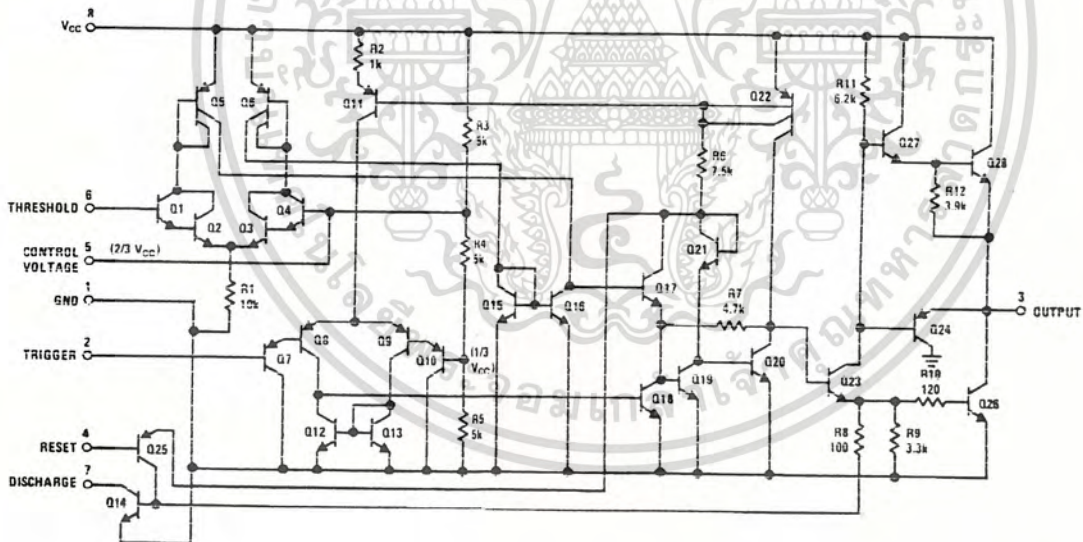 8
VCC
R2
1k
R11
6.2k
Q22
Q5
Q6
Q11
R3
5k
Q27
Q28
R6
7.5k
R12
3.9k
6
THRESHOLD
Q1
Q2
Q3
Q4
CONTROL
VOLTAGE
5
(2/3 VCC)
R4
5k
Q21
1
GND
R1
10k
Q15
Q16
Q17
R7
4.7k
3
OUTPUT
Q24
2
TRIGGER
Q7
Q8
Q9
Q10
(1/3
VCC)
Q18
Q19
Q20
Q23
R10
120
Q26
Q12
Q13
R5
5k
R8
100
R9
3.3k
4
RESET
Q25
7
DISCHARGE
Q14